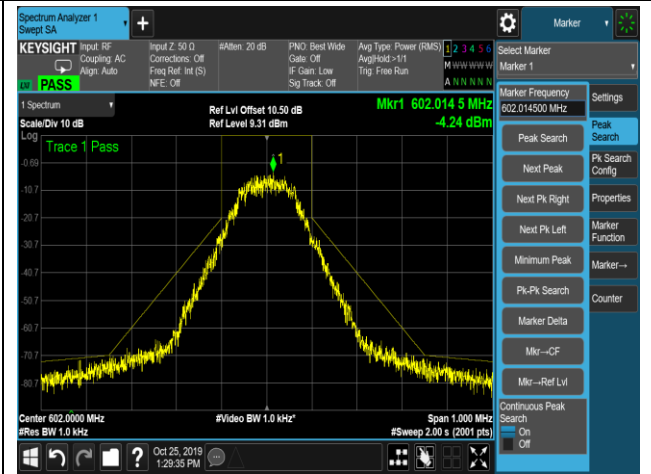 Spectrum Analyzer 1
Swept SA
+
Marker
KEYSIGHT
Input: RF
Coupling: AC
Align: Auto
Input Z: 50 Ω
Corrections: Off
Freq Ref: Int (S)
NFE: Off
#Atten: 20 dB
PNO: Best Wide
Gate: Off
IF Gain: Low
Sig Track: Off
Avg Type: Power (RMS)
Avg|Hold:>1/1
Trig: Free Run
1 2 3 4 5 6
M W W W W W
A N N N N N
PASS
Select Marker
Marker 1
1 Spectrum
Scale/Div 10 dB
Log
Ref Lvl Offset 10.50 dB
Ref Level 9.31 dBm
Mkr1 602.014 5 MHz
-4.24 dBm
Trace 1 Pass
1
-0.69
-10.7
-20.7
-30.7
-40.7
-50.7
-60.7
-70.7
-80.7
Center 602.0000 MHz
#Res BW 1.0 kHz
#Video BW 1.0 kHz*
Span 1.000 MHz
#Sweep 2.00 s (2001 pts)
Marker Frequency
602.014500 MHz
Peak Search
Next Peak
Next Pk Right
Next Pk Left
Minimum Peak
Pk-Pk Search
Marker Delta
Mkr→CF
Mkr→Ref Lvl
Continuous Peak
Search
On
Off
Settings
Peak
Search
Pk Search
Config
Properties
Marker
Function
Marker→
Counter
?
Oct 25, 2019
1:29:35 PM